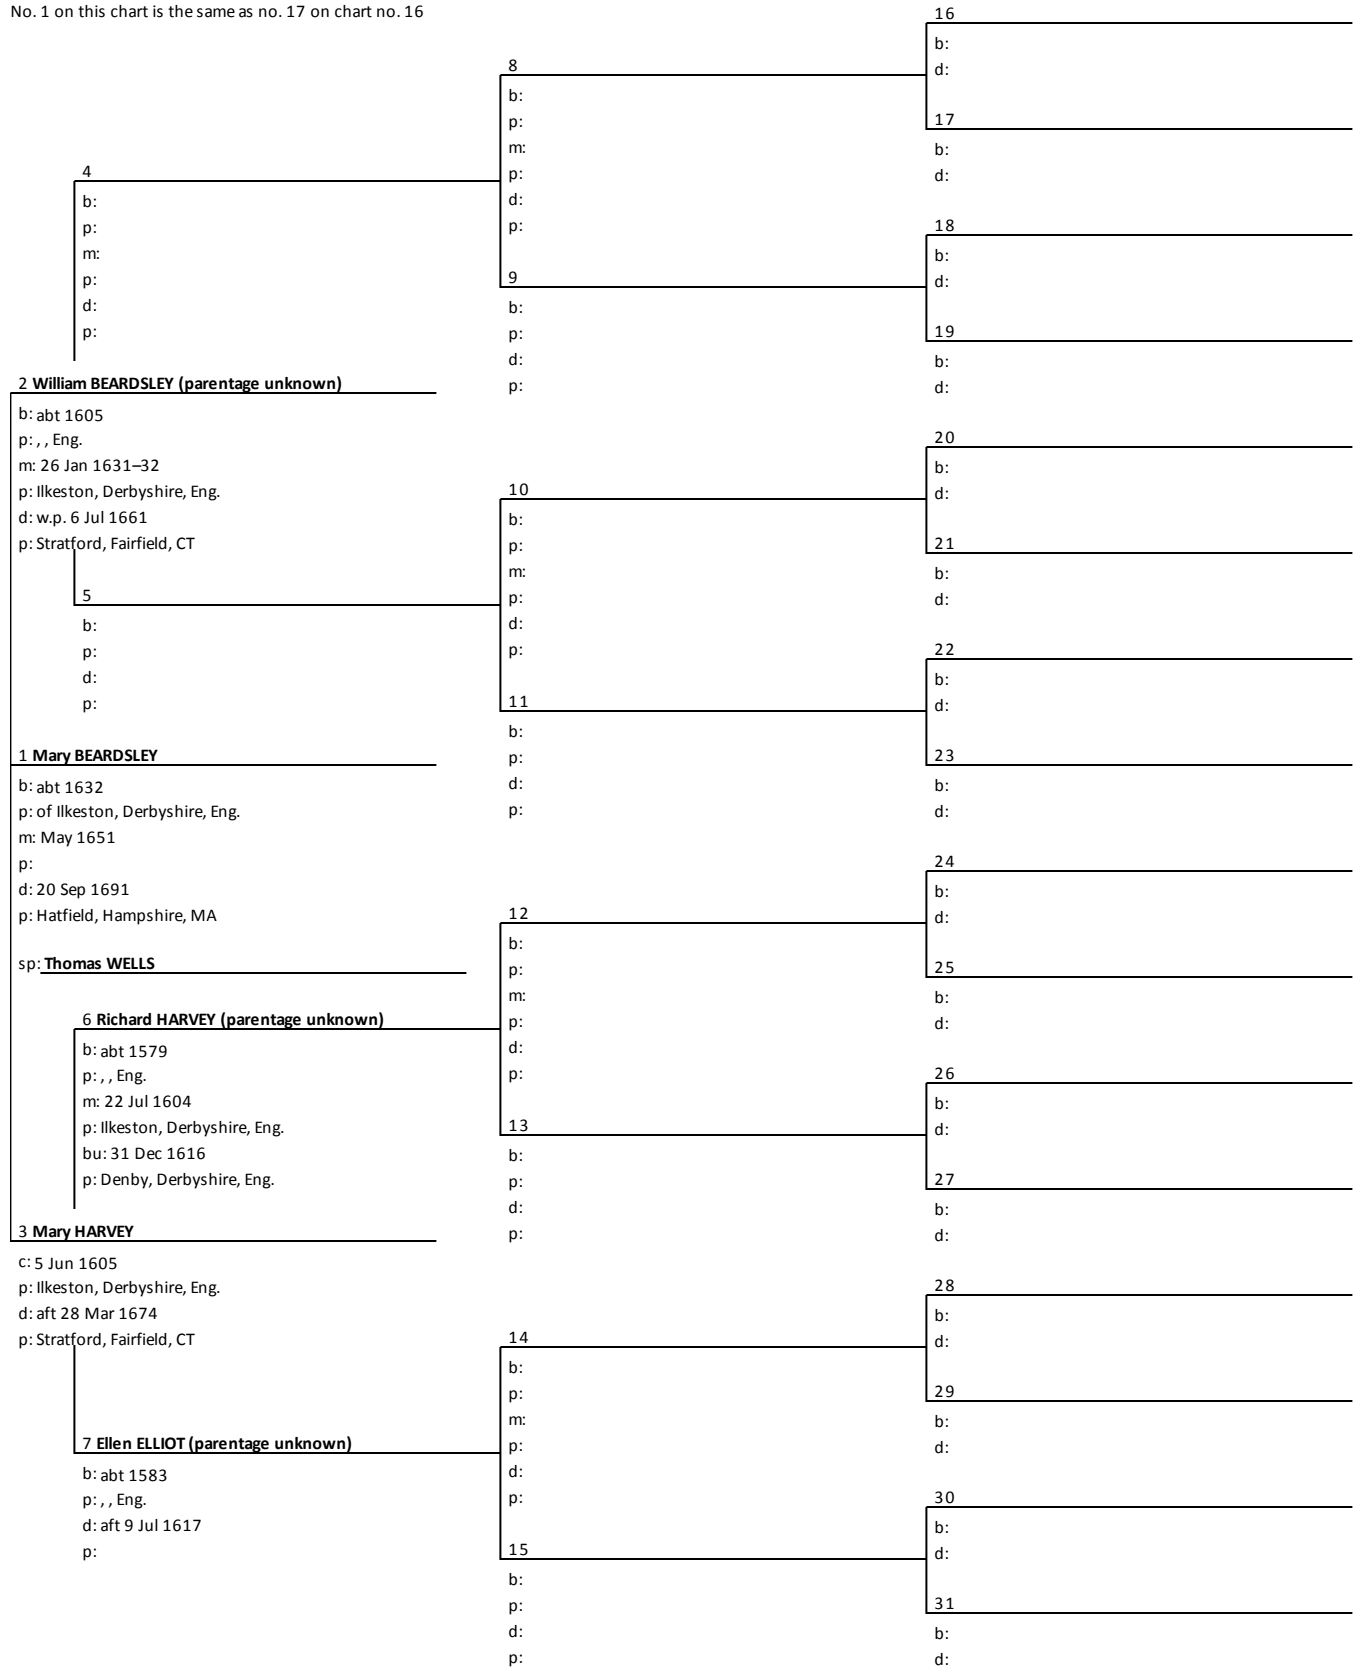 No. 1 on this chart is the same as no. 17 on chart no. 16
4
b:
p:
m:
p:
d:
p:
2 William BEARDSLEY (parentage unknown)
b: abt 1605
p: , , Eng.
m: 26 Jan 1631–32
p: Ilkeston, Derbyshire, Eng.
d: w.p. 6 Jul 1661
p: Stratford, Fairfield, CT
5
b:
p:
d:
p:
1 Mary BEARDSLEY
b: abt 1632
p: of Ilkeston, Derbyshire, Eng.
m: May 1651
p:
d: 20 Sep 1691
p: Hatfield, Hampshire, MA
sp: Thomas WELLS
6 Richard HARVEY (parentage unknown)
b: abt 1579
p: , , Eng.
m: 22 Jul 1604
p: Ilkeston, Derbyshire, Eng.
bu: 31 Dec 1616
p: Denby, Derbyshire, Eng.
3 Mary HARVEY
c: 5 Jun 1605
p: Ilkeston, Derbyshire, Eng.
d: aft 28 Mar 1674
p: Stratford, Fairfield, CT
7 Ellen ELLIOT (parentage unknown)
b: abt 1583
p: , , Eng.
d: aft 9 Jul 1617
p:
8
b:
p:
m:
p:
d:
p:
9
b:
p:
d:
p:
10
b:
p:
m:
p:
d:
p:
11
b:
p:
d:
p:
12
b:
p:
m:
p:
d:
p:
13
b:
p:
d:
p:
14
b:
p:
m:
p:
d:
p:
15
b:
p:
d:
p:
16
b:
d:
17
b:
d:
18
b:
d:
19
b:
d:
20
b:
d:
21
b:
d:
22
b:
d:
23
b:
d:
24
b:
d:
25
b:
d:
26
b:
d:
27
b:
d:
28
b:
d:
29
b:
d:
30
b:
d:
31
b:
d: